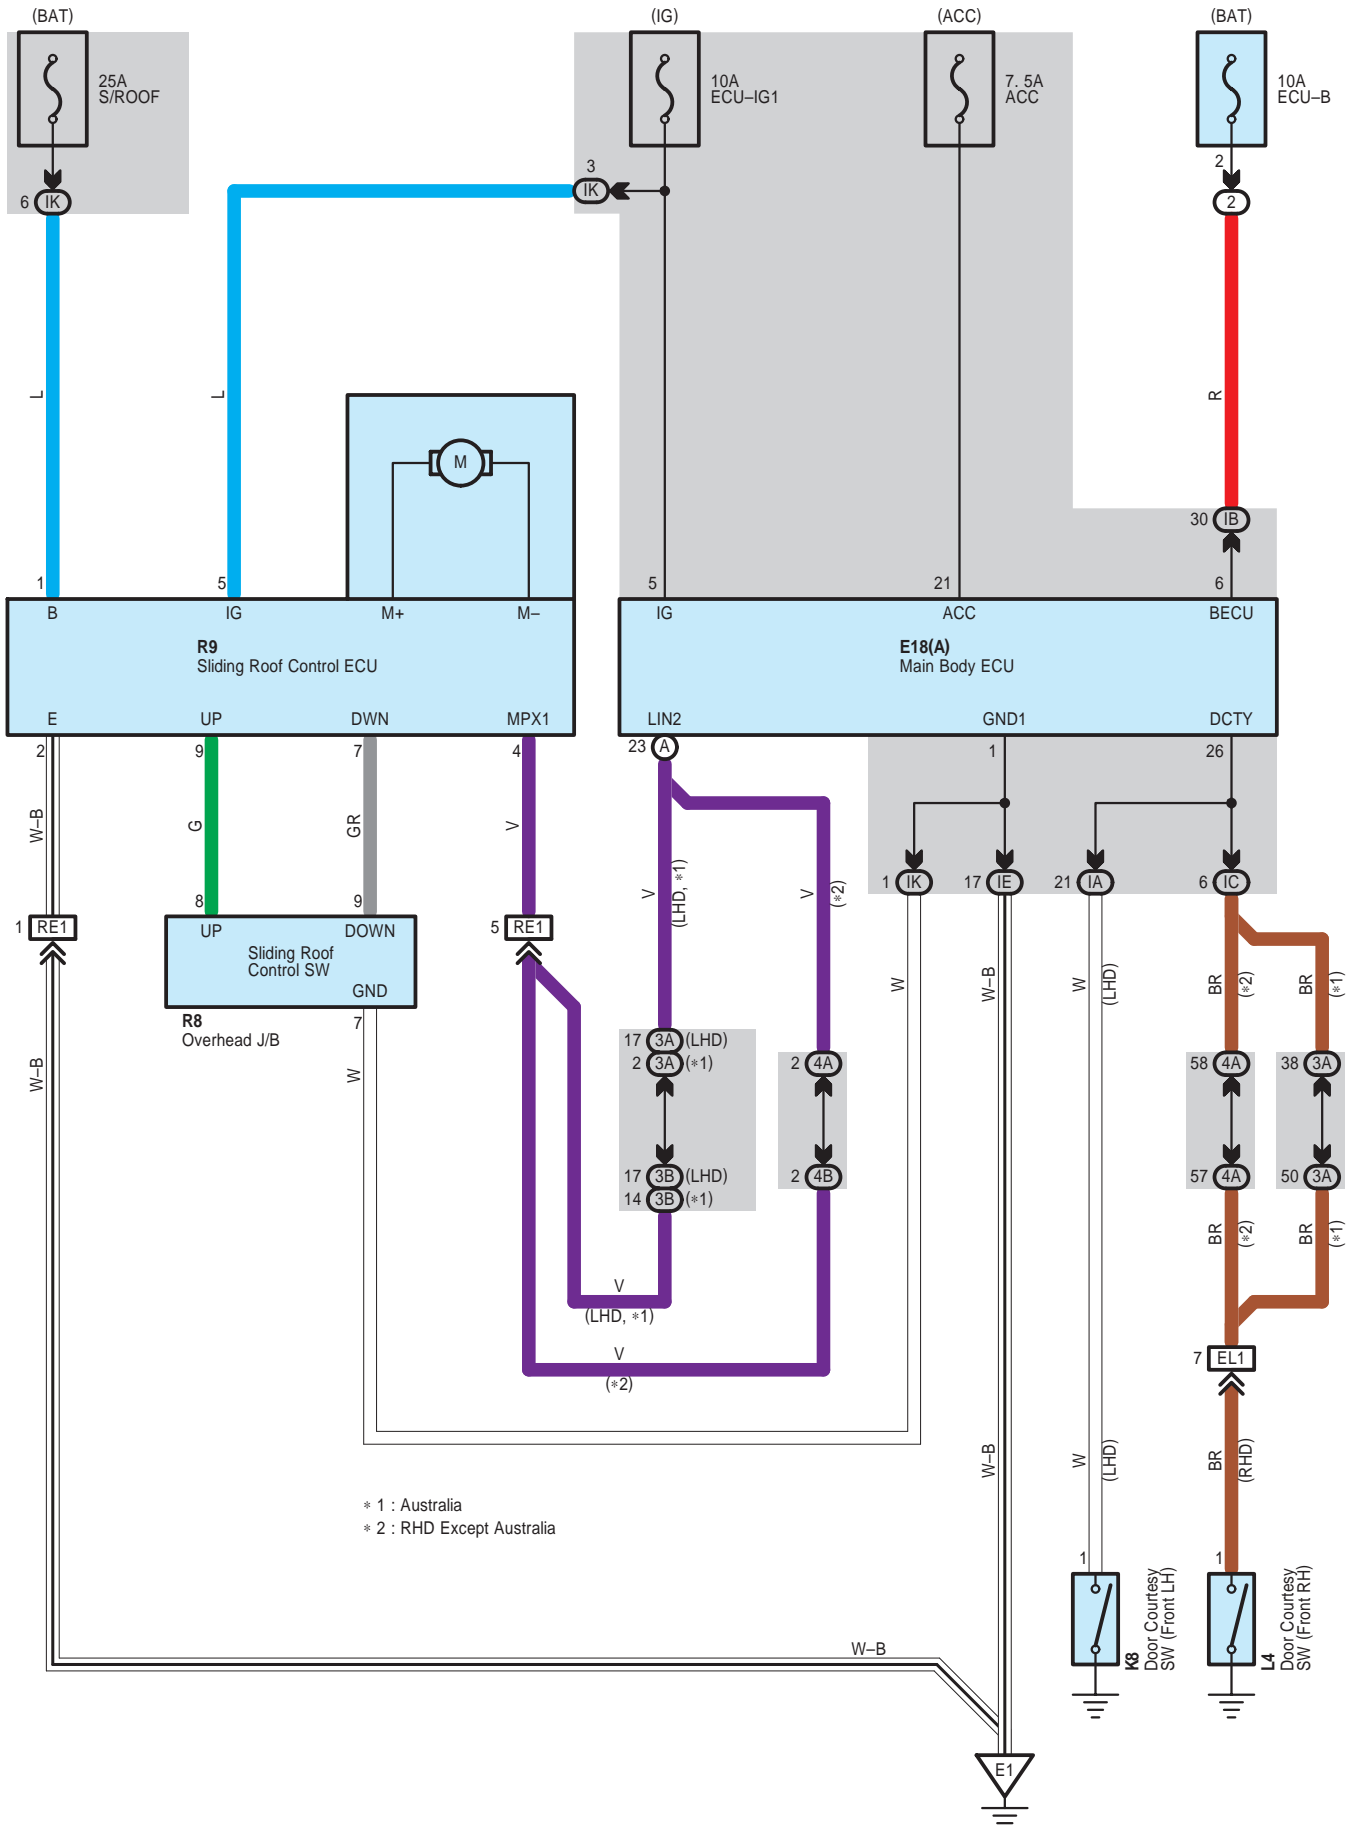 (BAT) (IG) (ACC) (BAT)
25A
S/ROOF
10A
ECU–IG1
7. 5A
ACC
10A
ECU–B
3
IK
2
6 IK
2
L L R
M
30 IB
1 5 5 21 6
B IG M+ M–
IG ACC BECU
R9
Sliding Roof Control ECU
E18(A)
Main Body ECU
E UP DWN MPX1
LIN2 GND1 DCTY
2 9 7 4 23 A 1 26
W–B G GR V
V (LHD, *1)
V (*2)
1 IK 17 IE 21 IA 6 IC
8 9
1 RE1
5 RE1
UP DOWN
Sliding Roof
Control SW
GND
R8
Overhead J/B
7
W–B W
W W–B
W (LHD)
BR (*2)
BR (*1)
17 3A (LHD)
2 3A (*1)
2 4A
58 4A
38 3A
17 3B (LHD)
14 3B (*1)
2 4B
57 4A
50 3A
BR (*2)
BR (*1)
V
(LHD, *1)
V
(*2)
7 EL1
W–B
W (LHD)
BR (RHD)
* 1 : Australia
* 2 : RHD Except Australia
1 1
K8
Door Courtesy
SW (Front LH)
L4
Door Courtesy
SW (Front RH)
W–B
E1